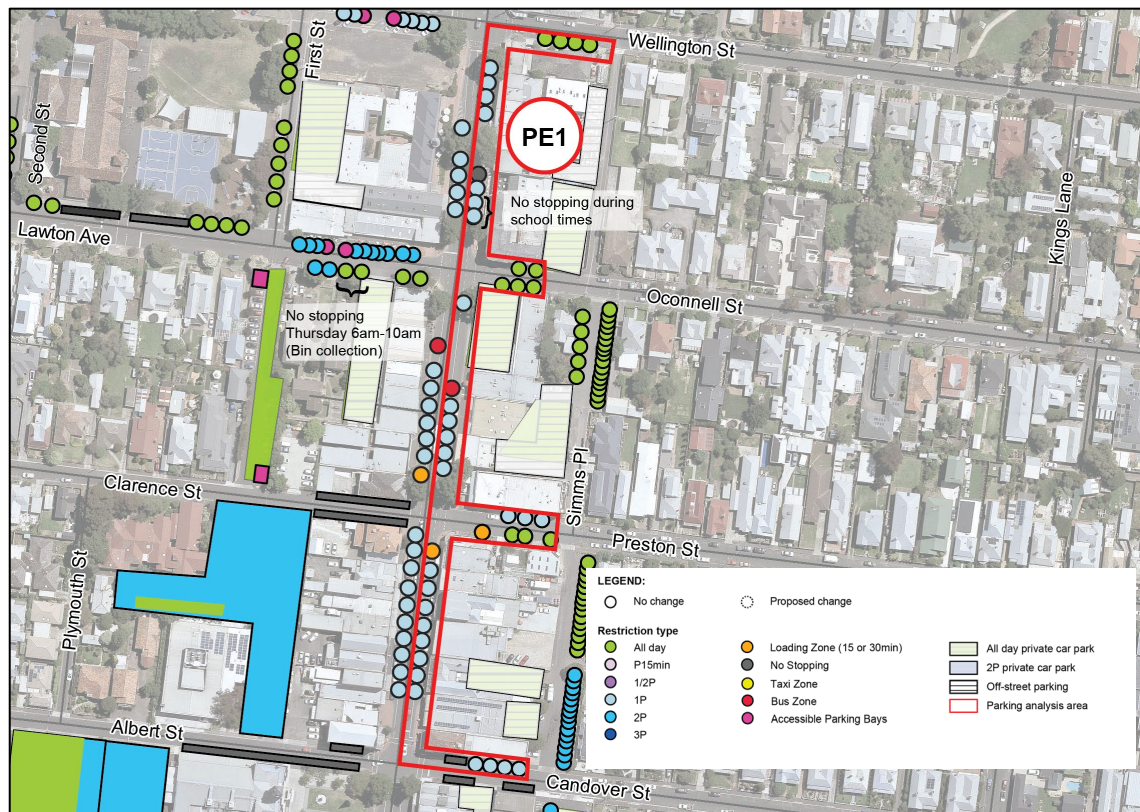 First St
Wellington St
PE1
Second St
Kings Lane
No stopping during
school times
Lawton Ave
Oconnell St
No stopping
Thursday 6am-10am
(Bin collection)
Simms Pl
Clarence St
Preston St
Plymouth St
Albert St
Candover St
LEGEND:
No change
Proposed change
Restriction type
All day
P15min
1/2P
1P
2P
3P
Loading Zone (15 or 30min)
No Stopping
Taxi Zone
Bus Zone
Accessible Parking Bays
All day private car park
2P private car park
Off-street parking
Parking analysis area